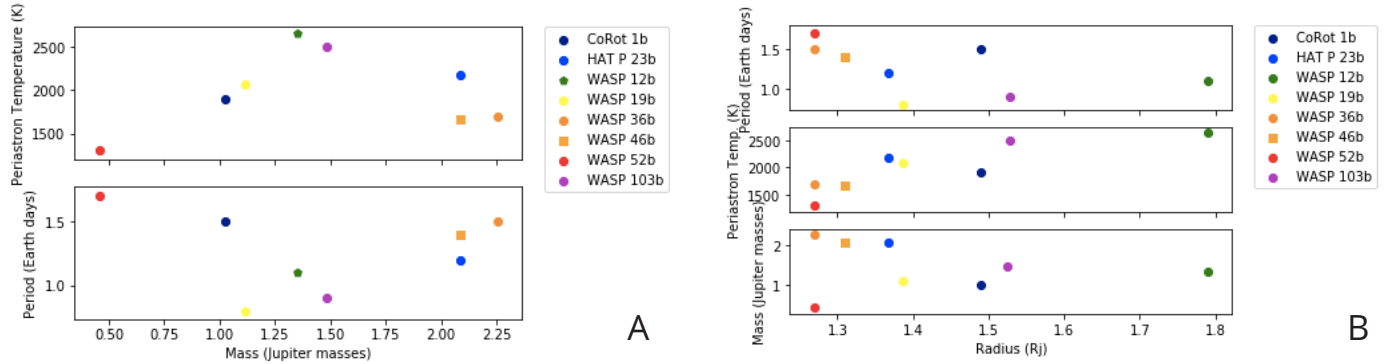 Periastron Temperature (K)
2500
2000
1500
Period (Earth days)
1.5
1.0
0.50
0.75
1.00
1.25
1.50
1.75
2.00
2.25
Mass (Jupiter masses)
CoRot 1b
HAT P 23b
WASP 12b
WASP 19b
WASP 36b
WASP 46b
WASP 52b
WASP 103b
A
Period (Earth days)
1.5
1.0
Periastron Temp. (K)
2500
2000
1500
Mass (Jupiter masses)
2
1
1.3
1.4
1.5
1.6
1.7
1.8
Radius (Rj)
CoRot 1b
HAT P 23b
WASP 12b
WASP 19b
WASP 36b
WASP 46b
WASP 52b
WASP 103b
B